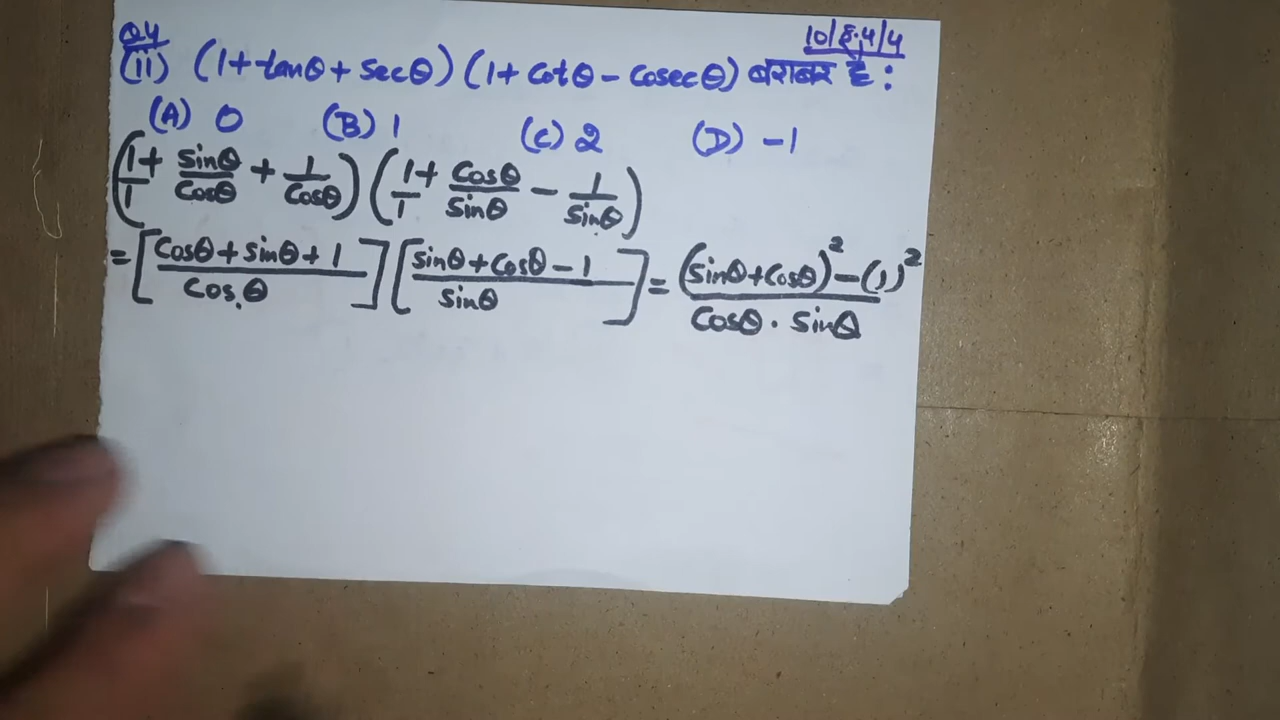 Q4 10/8.4/4
(ii) (1+tanθ+secθ) (1+cotθ-cosecθ) बराबर है :
(A) 0 (B) 1 (C) 2 (D) -1
(1/1 + sinθ/cosθ + 1/cosθ) (1/1 + cosθ/sinθ - 1/sinθ)
= [cosθ+sinθ+1/cosθ] [sinθ+cosθ-1/sinθ] = (sinθ+cosθ)²-(1)²/cosθ . sinθ